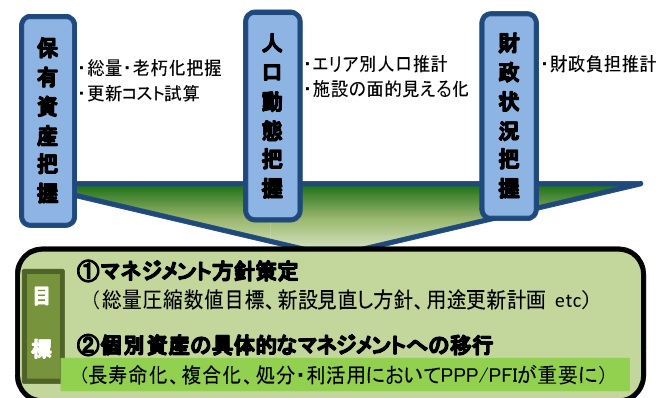 保有資産把握
・総量・老朽化把握
・更新コスト試算
人口動態把握
・エリア別人口推計
・施設の面的見える化
財政状況把握
・財政負担推計
目標
①マネジメント方針策定
（総量圧縮数値目標、新設見直し方針、用途更新計画 etc）
②個別資産の具体的なマネジメントへの移行
（長寿命化、複合化、処分・利活用においてPPP/PFIが重要に）